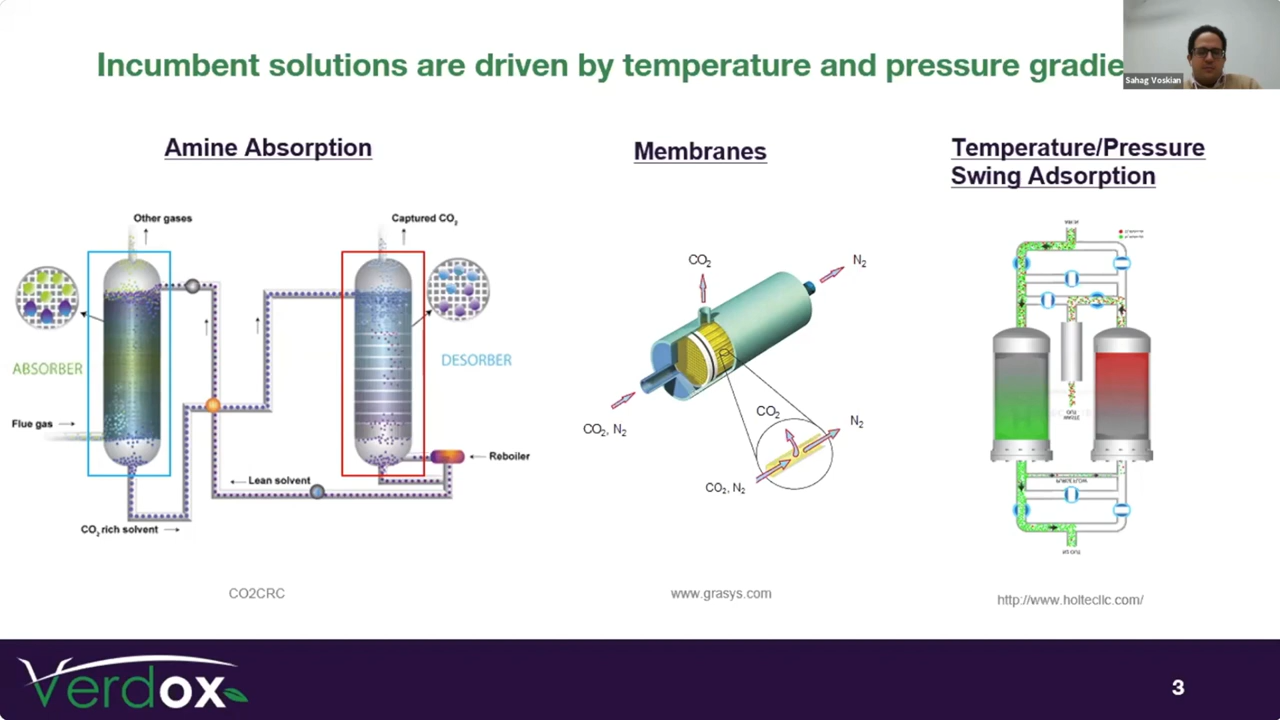 Incumbent solutions are driven by temperature and pressure gradie
Sahag Voskian
Amine Absorption
Other gases
Captured CO2
ABSORBER
DESORBER
Flue gas
Reboiler
Lean solvent
CO2 rich solvent
CO2CRC
Membranes
CO2
N2
CO2, N2
CO2
N2
CO2, N2
www.grasys.com
Temperature/Pressure
Swing Adsorption
http://www.holtecllc.com/
Verdox
3